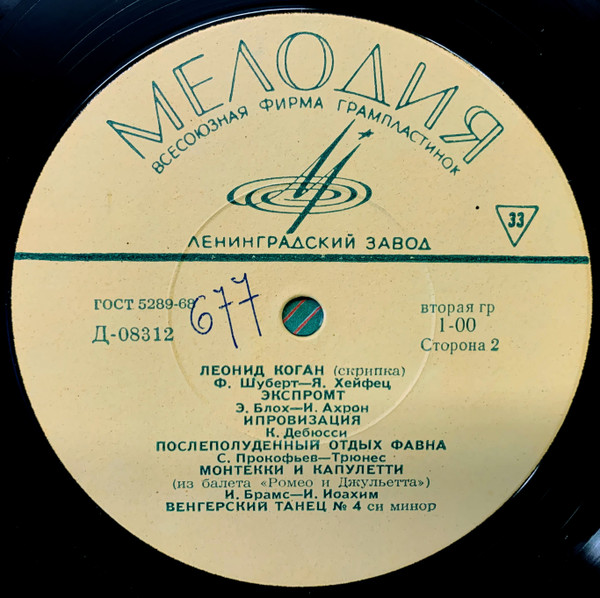 МЕЛОДИЯ
ВСЕСОЮЗНАЯ ФИРМА ГРАМПЛАСТИНОК
33
ЛЕНИНГРАДСКИЙ ЗАВОД
ГОСТ 5289-68
677
Д-08312
вторая гр
1-00
Сторона 2
ЛЕОНИД КОГАН (скрипка)
Ф. Шуберт—Я. Хейфец
ЭКСПРОМТ
Э. Блох—И. Ахрон
ИПРОВИЗАЦИЯ
К. Дебюсси
ПОСЛЕПОЛУДЕННЫЙ ОТДЫХ ФАВНА
С. Прокофьев—Трюнес
МОНТЕККИ И КАПУЛЕТТИ
(из балета «Ромео и Джульетта»)
И. Брамс—И. Иоахим
ВЕНГЕРСКИЙ ТАНЕЦ № 4 си минор